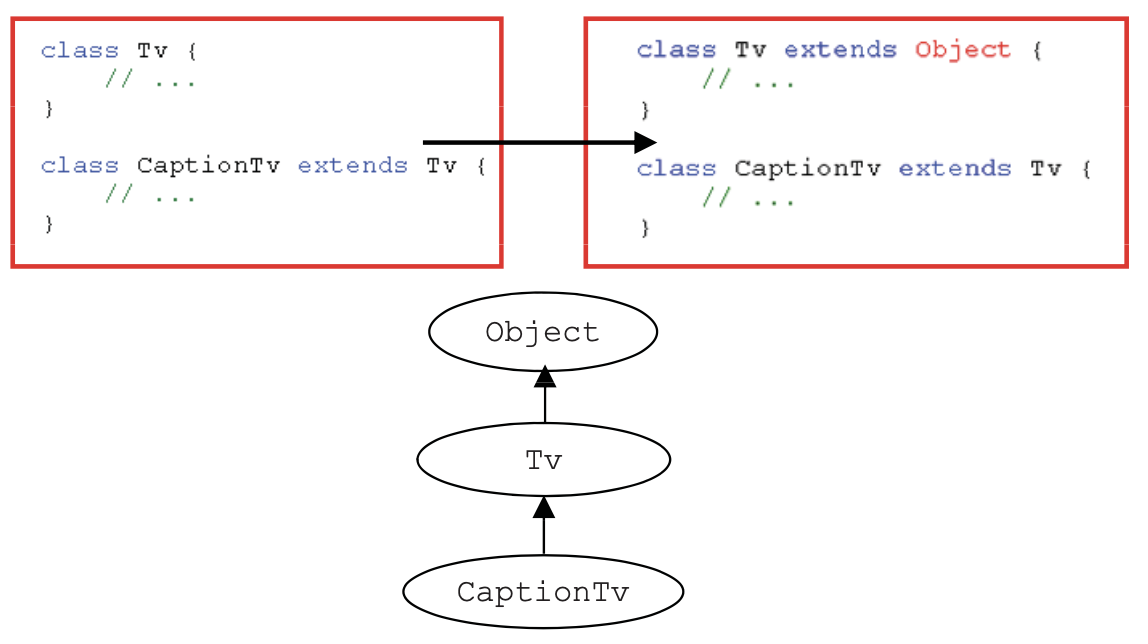 class Tv {
    // ...
}
class CaptionTv extends Tv {
    // ...
}
class Tv extends Object {
    // ...
}
class CaptionTv extends Tv {
    // ...
}
Object
Tv
CaptionTv